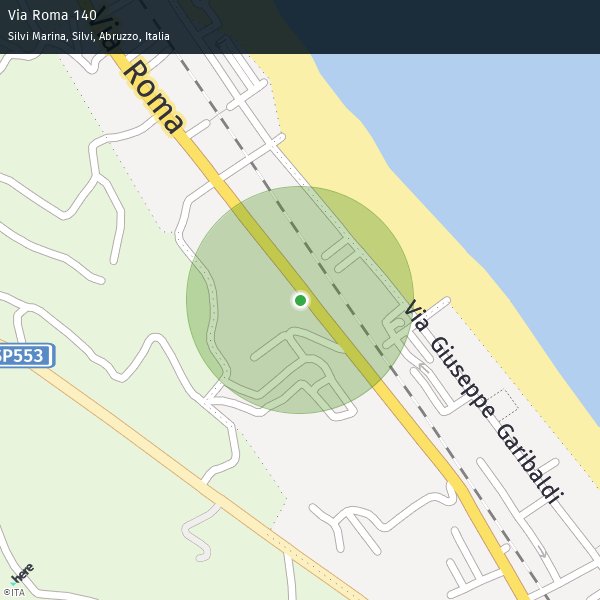 Via Roma 140
Silvi Marina, Silvi, Abruzzo, Italia
Via Roma
SP553
Via Giuseppe Garibaldi
here
©ITA